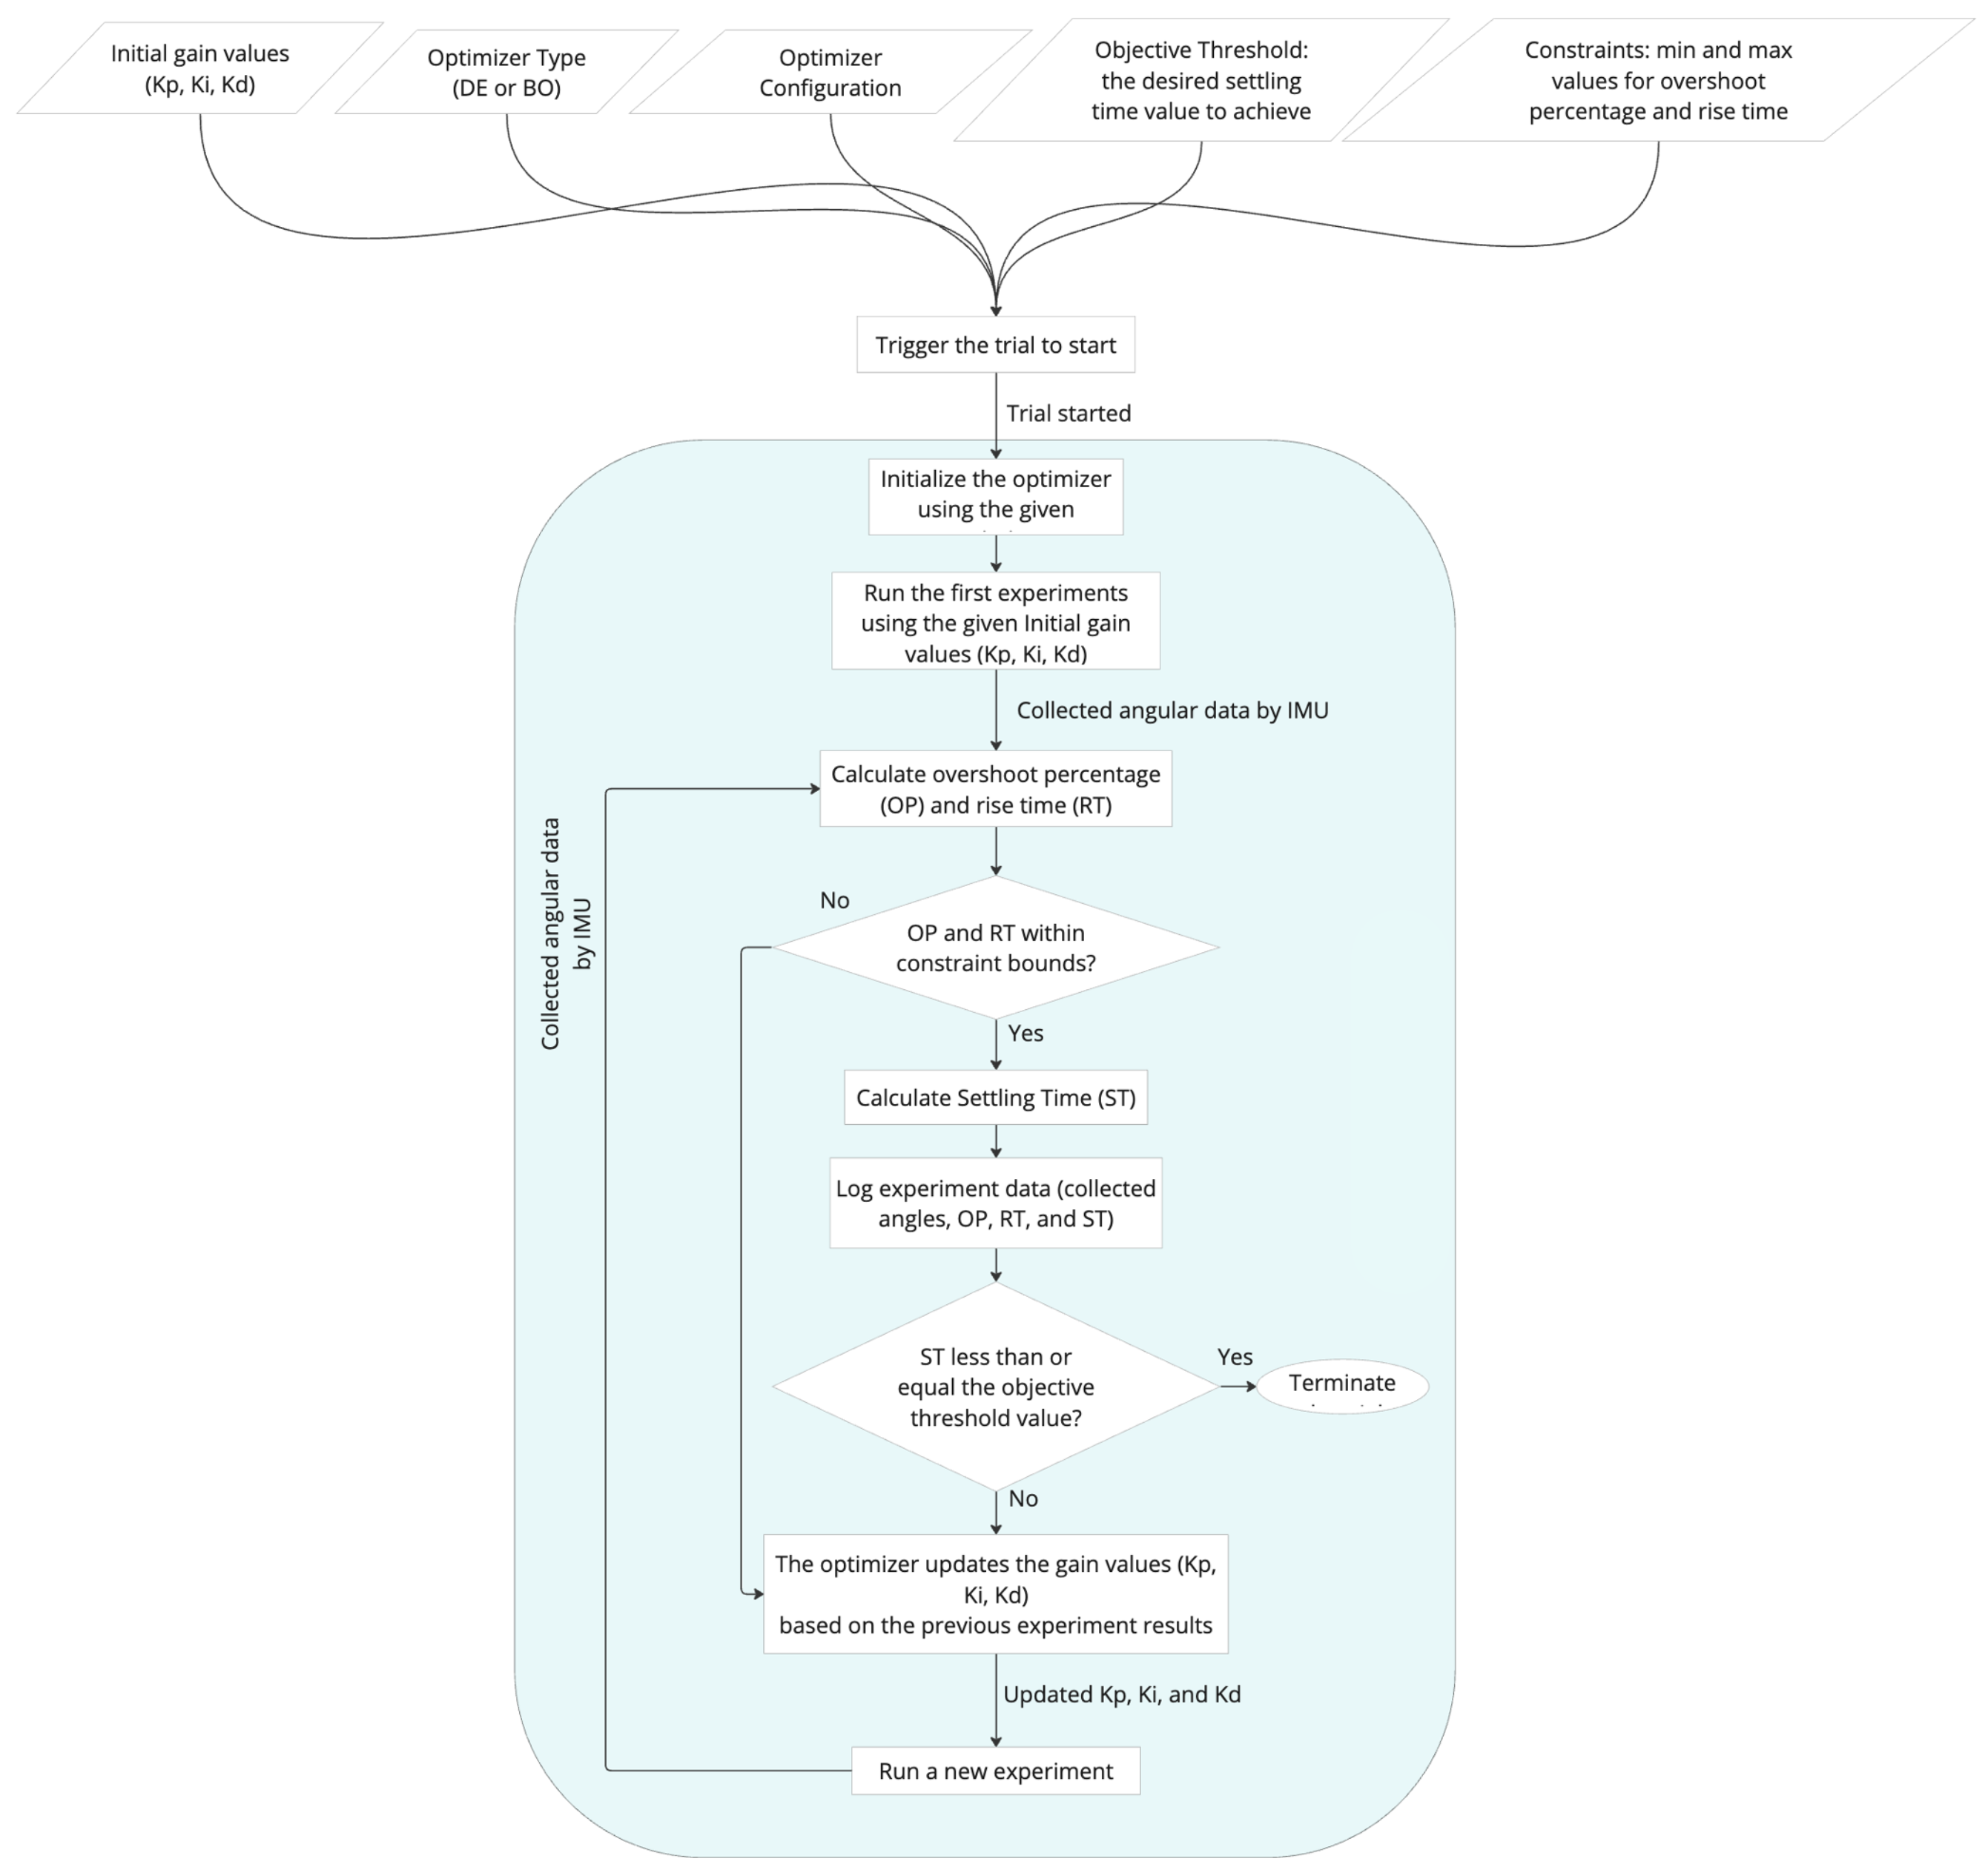 Initial gain values
(Kp, Ki, Kd)
Optimizer Type
(DE or BO)
Optimizer
Configuration
Objective Threshold:
the desired settling
time value to achieve
Constraints: min and max
values for overshoot
percentage and rise time
Trigger the trial to start
Trial started
Initialize the optimizer
using the given
Run the first experiments
using the given Initial gain
values (Kp, Ki, Kd)
Collected angular data by IMU
Calculate overshoot percentage
(OP) and rise time (RT)
Collected angular data
by IMU
No
OP and RT within
constraint bounds?
Yes
Calculate Settling Time (ST)
Log experiment data (collected
angles, OP, RT, and ST)
ST less than or
equal the objective
threshold value?
Yes
Terminate
No
The optimizer updates the gain values (Kp,
Ki, Kd)
based on the previous experiment results
Updated Kp, Ki, and Kd
Run a new experiment